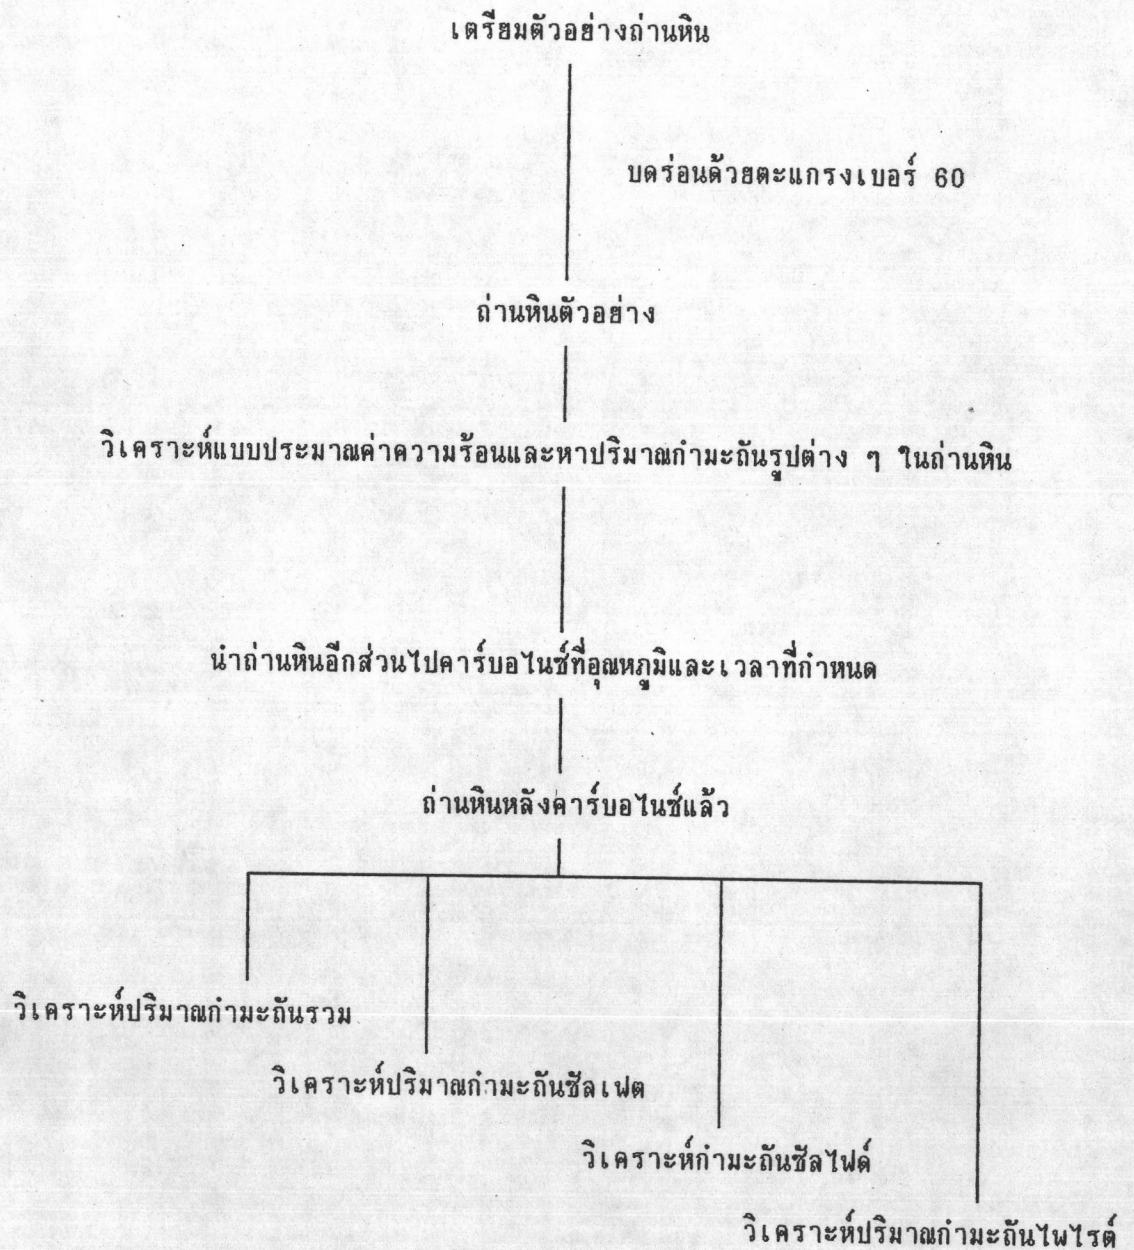 เตรียมตัวอย่างถ่านหิน
บดร่อนด้วยตะแกรงเบอร์ 60
ถ่านหินตัวอย่าง
วิเคราะห์แบบประมาณค่าความร้อนและหาปริมาณกำมะถันรูปต่าง ๆ ในถ่านหิน
นำถ่านหินอีกส่วนไปคาร์บอไนซ์ที่อุณหภูมิและเวลาที่กำหนด
ถ่านหินหลังคาร์บอไนซ์แล้ว
วิเคราะห์ปริมาณกำมะถันรวม
วิเคราะห์ปริมาณกำมะถันซัลเฟต
วิเคราะห์กำมะถันซัลไฟด์
วิเคราะห์ปริมาณกำมะถันไพไรต์